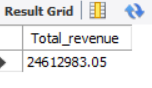 Result Grid
Total_revenue
24612983.05